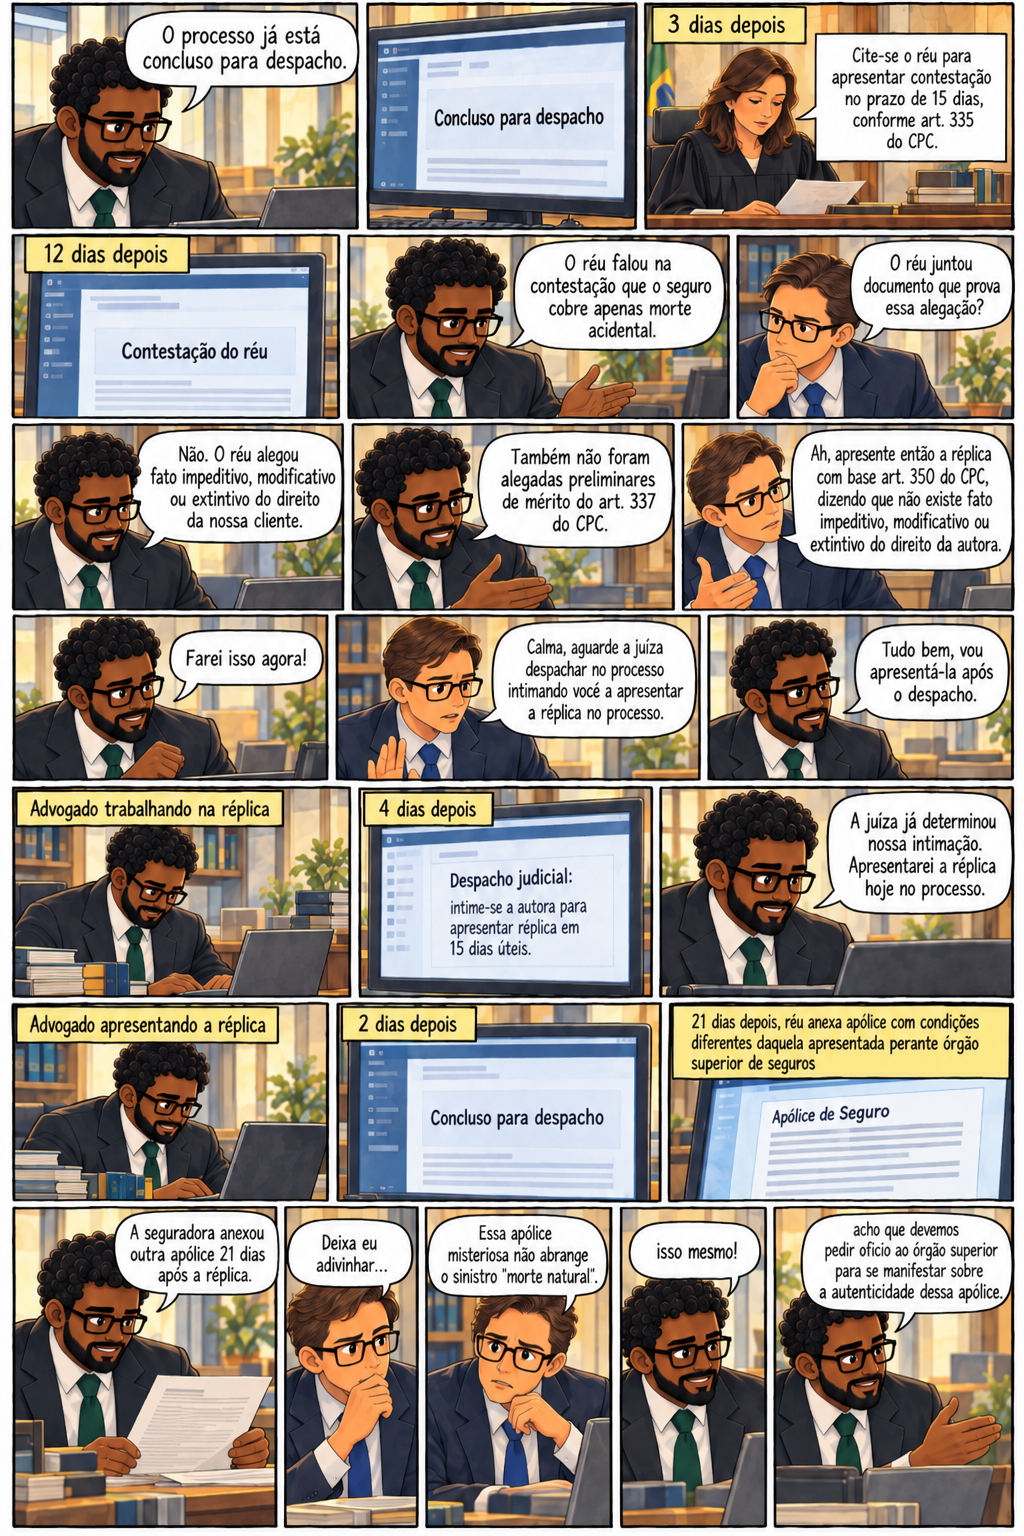 O processo já está
concluso para despacho.
Concluso para despacho
3 dias depois
Cite-se o réu para
apresentar contestação
no prazo de 15 dias,
conforme art. 335
do CPC.
12 dias depois
Contestação do réu
O réu falou na
contestação que o seguro
cobre apenas morte
acidental.
O réu juntou
documento que prova
essa alegação?
Não. O réu alegou
fato impeditivo, modificativo
ou extintivo do direito
da nossa cliente.
Também não foram
alegadas preliminares
de mérito do art. 337
do CPC.
Ah, apresente então a réplica
com base art. 350 do CPC,
dizendo que não existe fato
impeditivo, modificativo ou
extintivo do direito da autora.
Farei isso agora!
Calma, aguarde a juíza
despachar no processo
intimando você a apresentar
a réplica no processo.
Tudo bem, vou
apresentá-la após
o despacho.
Advogado trabalhando na réplica
4 dias depois
Despacho judicial:
intime-se a autora para
apresentar réplica em
15 dias úteis.
A juíza já determinou
nossa intimação.
Apresentarei a réplica
hoje no processo.
Advogado apresentando a réplica
2 dias depois
Concluso para despacho
21 dias depois, réu anexa apólice com condições
diferentes daquela apresentada perante órgão
superior de seguros
Apólice de Seguro
A seguradora anexou
outra apólice 21 dias
após a réplica.
Deixa eu
adivinhar...
Essa apólice
misteriosa não abrange
o sinistro "morte natural".
isso mesmo!
acho que devemos
pedir oficio ao órgão superior
para se manifestar sobre
a autenticidade dessa apólice.